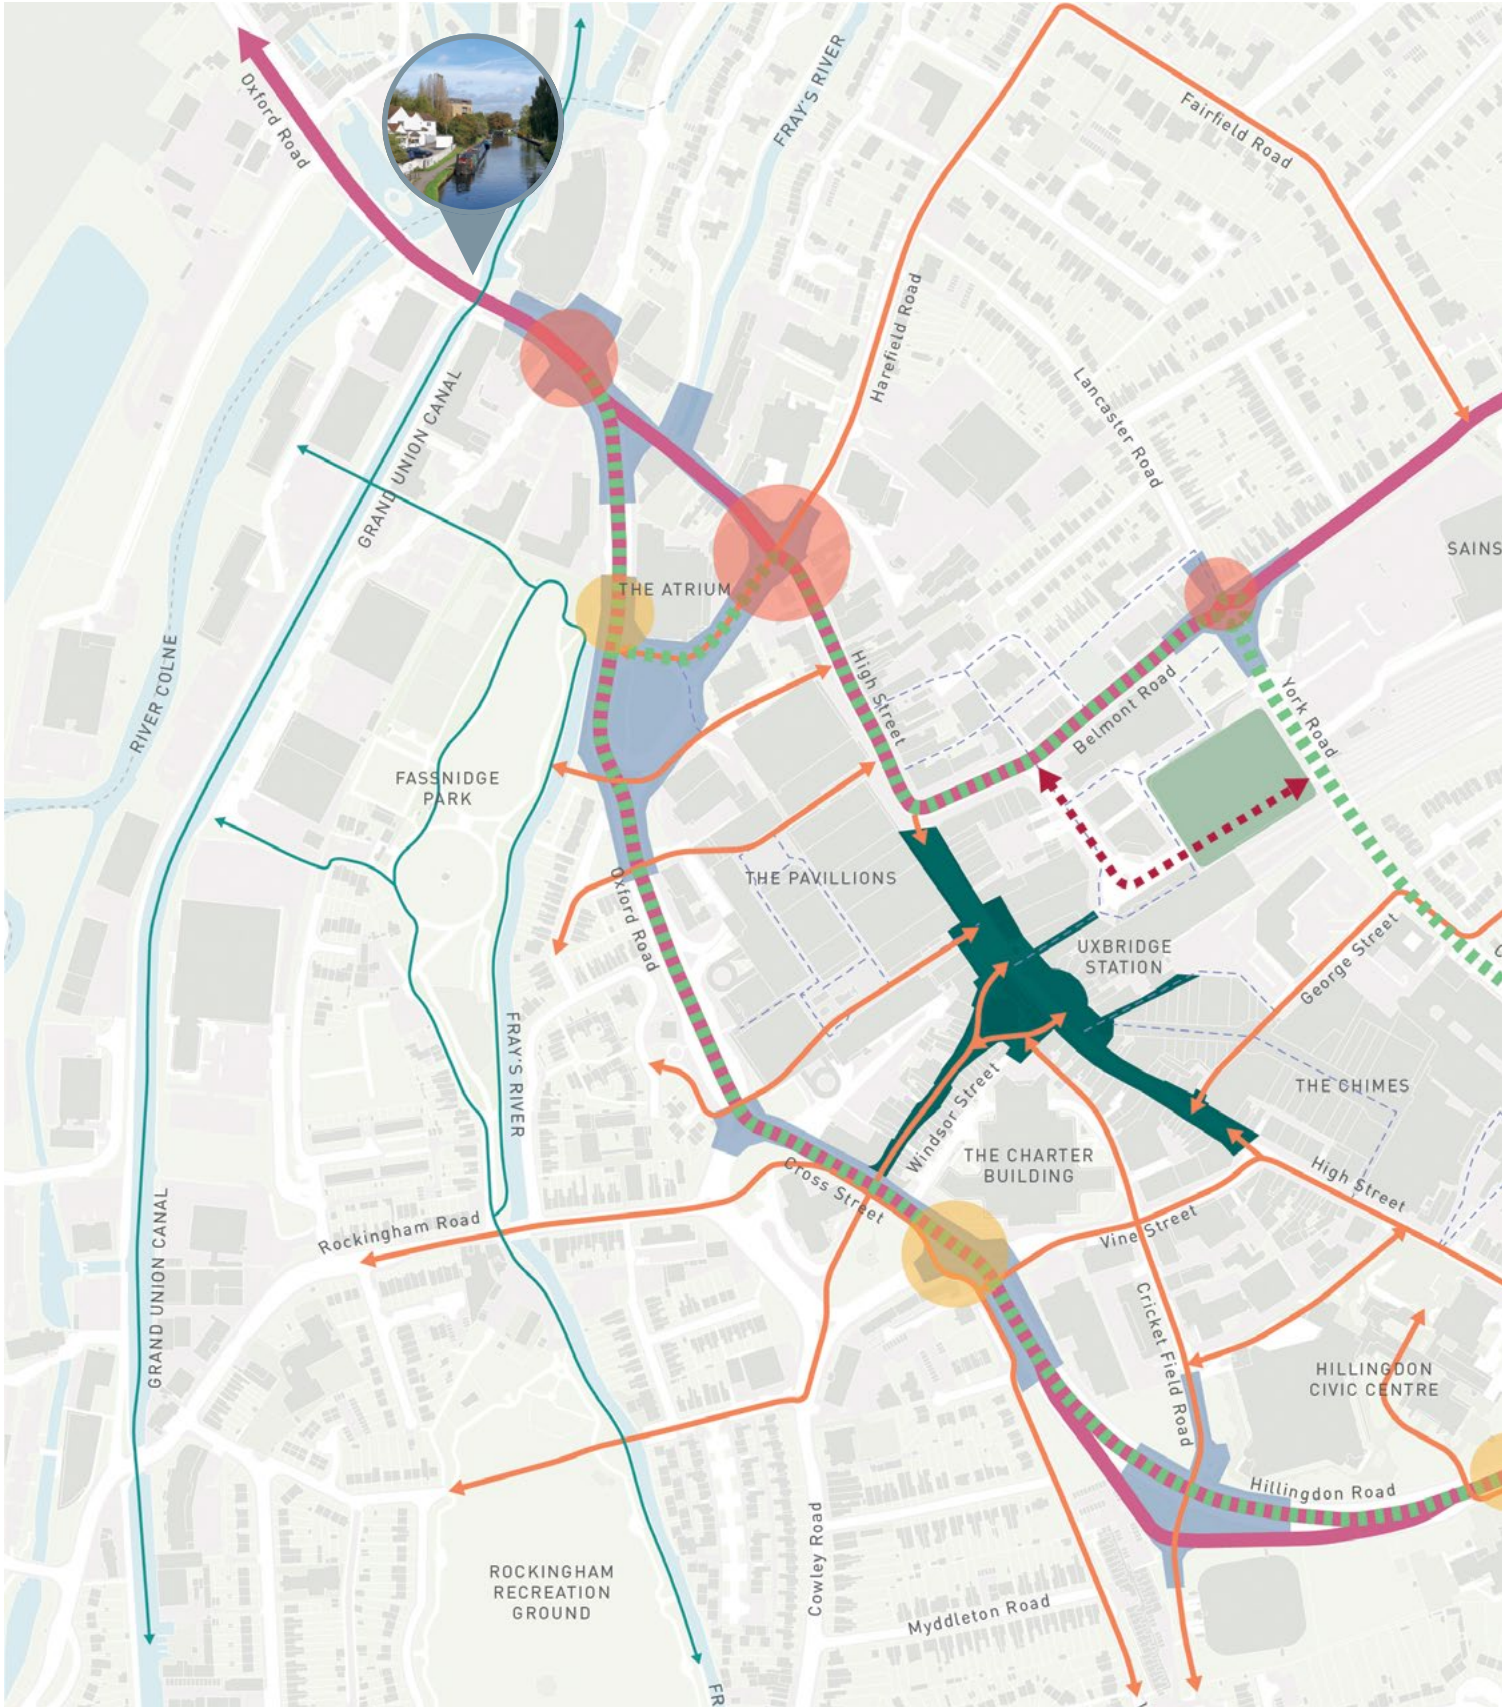 Oxford Road
FRAY'S RIVER
Fairfield Road
Harefield Road
Lancaster Road
GRAND UNION CANAL
SAINS
THE ATRIUM
RIVER COLNE
High Street
Belmont Road
York Road
FASSNIDGE
PARK
THE PAVILLIONS
Oxford Road
UXBRIDGE
STATION
George Street
FRAY'S RIVER
Windsor Street
THE CHIMES
THE CHARTER
BUILDING
Cross Street
High Street
Vine Street
Rockingham Road
GRAND UNION CANAL
Cricket Field Road
HILLINGDON
CIVIC CENTRE
Hillingdon Road
Cowley Road
ROCKINGHAM
RECREATION
GROUND
Myddleton Road
FR